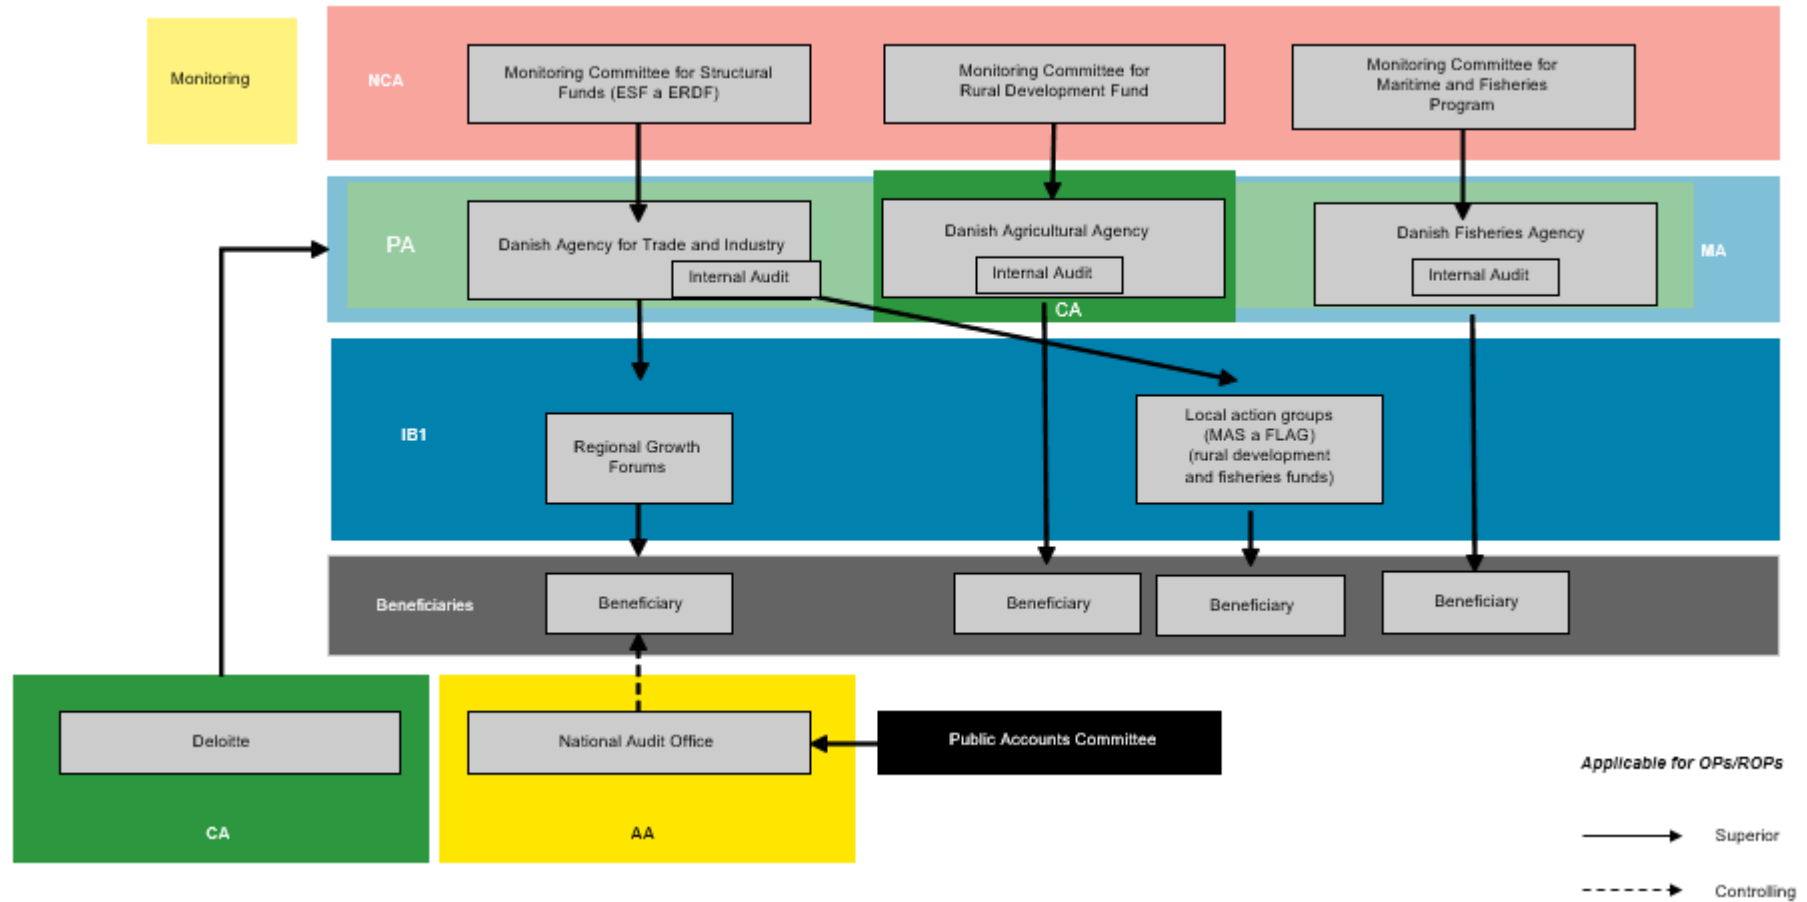 Monitoring
NCA
Monitoring Committee for Structural
Funds (ESF a ERDF)
Monitoring Committee for
Rural Development Fund
Monitoring Committee for
Maritime and Fisheries
Program
PA
Danish Agency for Trade and Industry
Internal Audit
Danish Agricultural Agency
Internal Audit
CA
Danish Fisheries Agency
Internal Audit
MA
IB1
Regional Growth
Forums
Local action groups
(MAS a FLAG)
(rural development
and fisheries funds)
Beneficiaries
Beneficiary
Beneficiary
Beneficiary
Beneficiary
Deloitte
CA
National Audit Office
AA
Public Accounts Committee
Applicable for OPs/ROPs
Superior
Controlling